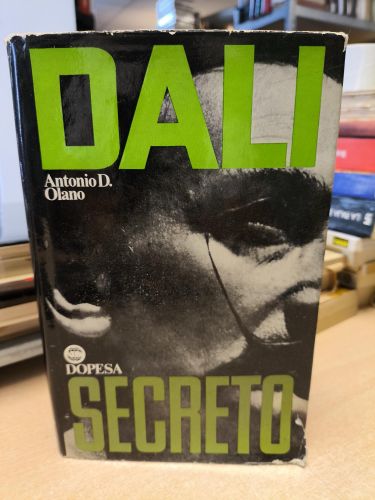 DALI
Antonio D.
Olano
DOPESA
SECRETO